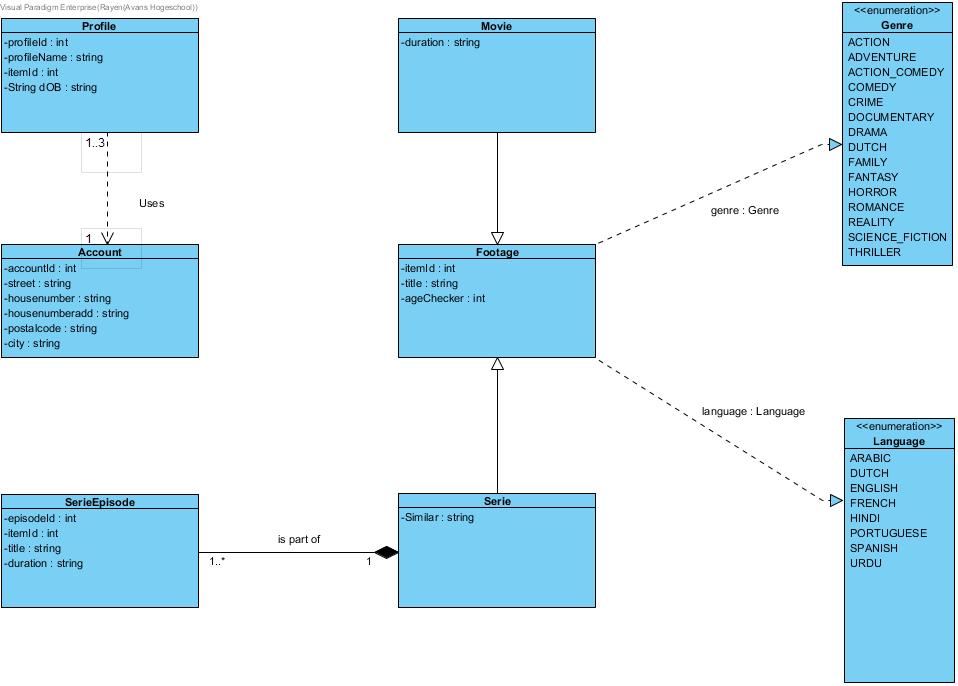 Visual Paradigm Enterprise(Rayen(Avans Hogeschool))
Profile
-profileId : int
-profileName : string
-itemId : int
-String dOB : string
1..3
Uses
1
Account
-accountId : int
-street : string
-housenumber : string
-housenumberadd : string
-postalcode : string
-city : string
Movie
-duration : string
Footage
-itemId : int
-title : string
-ageChecker : int
genre : Genre
language : Language
<<enumeration>>
Genre
ACTION
ADVENTURE
ACTION_COMEDY
COMEDY
CRIME
DOCUMENTARY
DRAMA
DUTCH
FAMILY
FANTASY
HORROR
ROMANCE
REALITY
SCIENCE_FICTION
THRILLER
SerieEpisode
-episodeId : int
-itemId : int
-title : string
-duration : string
is part of
1..*
1
Serie
-Similar : string
<<enumeration>>
Language
ARABIC
DUTCH
ENGLISH
FRENCH
HINDI
PORTUGUESE
SPANISH
URDU